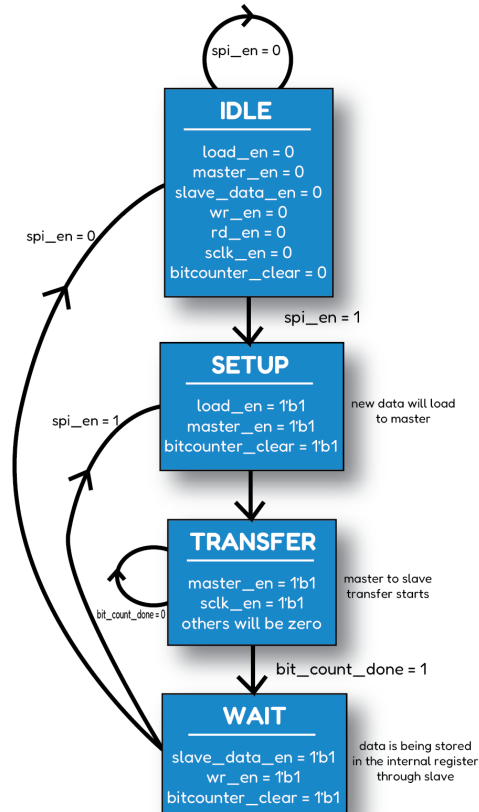 spi_en = 0
IDLE
load_en = 0
master_en = 0
slave_data_en = 0
wr_en = 0
rd_en = 0
sclk_en = 0
bitcounter_clear = 0
spi_en = 0
spi_en = 1
SETUP
load_en = 1'b1
master_en = 1'b1
bitcounter_clear = 1'b1
new data will load
to master
spi_en = 1
TRANSFER
master_en = 1'b1
sclk_en = 1'b1
others will be zero
master to slave
transfer starts
bit_count_done = 0
bit_count_done = 1
WAIT
slave_data_en = 1'b1
wr_en = 1'b1
bitcounter_clear = 1'b1
data is being stored
in the internal register
through slave